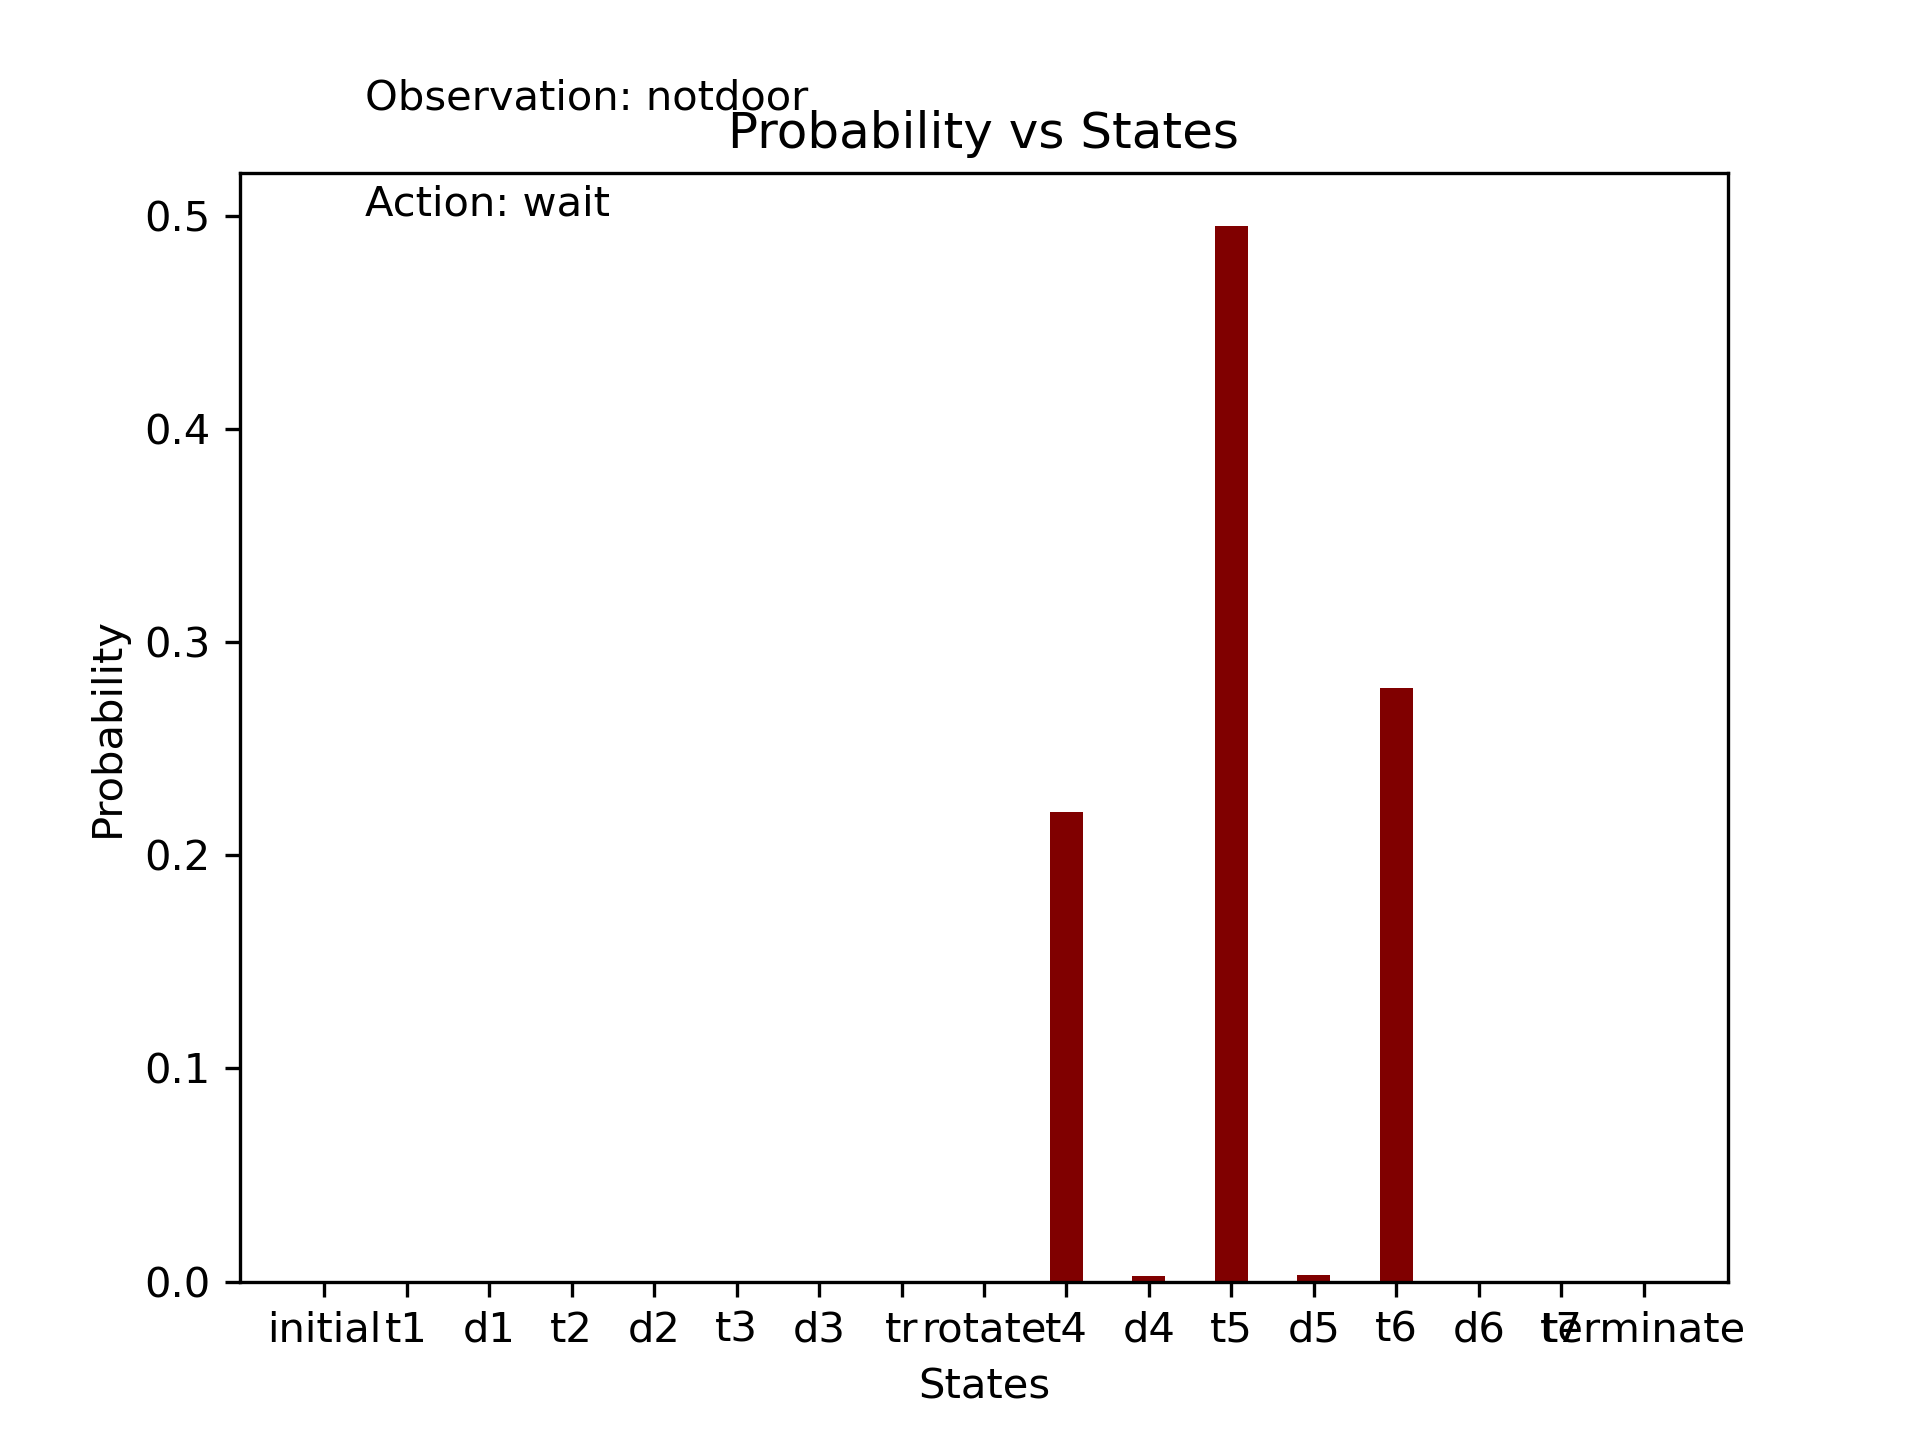 Observation: notdoor
Probability vs States
Action: wait
0.5
0.4
0.3
0.2
0.1
0.0
Probability
initial t1 d1 t2 d2 t3 d3 tr rotate t4 d4 t5 d5 t6 d6 t7 terminate
States